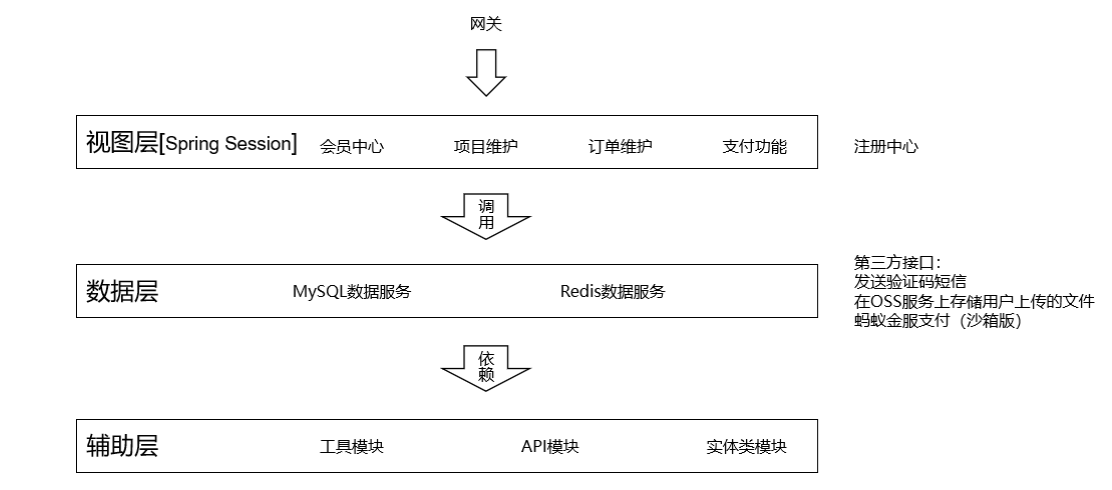 网关
视图层[Spring Session] 会员中心 项目维护 订单维护 支付功能 注册中心
调
用
数据层 MySQL数据服务 Redis数据服务
第三方接口：
发送验证码短信
在OSS服务上存储用户上传的文件
蚂蚁金服支付（沙箱版）
依
赖
辅助层 工具模块 API模块 实体类模块